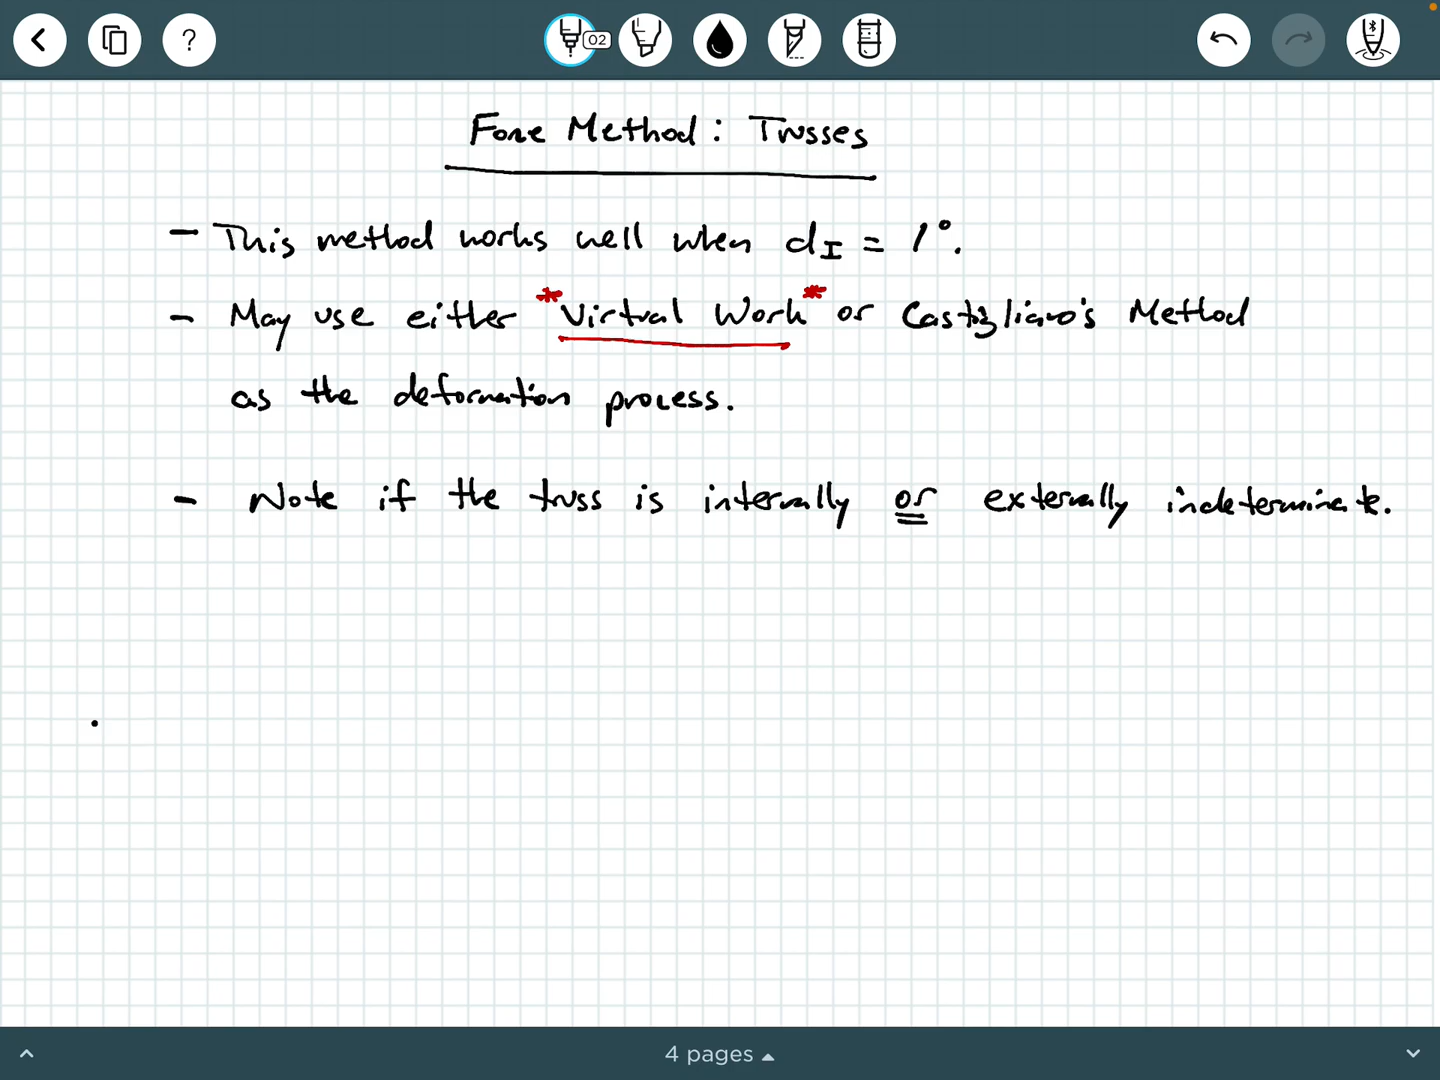 ?
02
Force Method: Trusses
- This method works well when dI = 1°.
- May use either *Virtual Work* or Castigliano's Method
as the deformation process.
- Note if the truss is internally or externally indeterminate.
4 pages